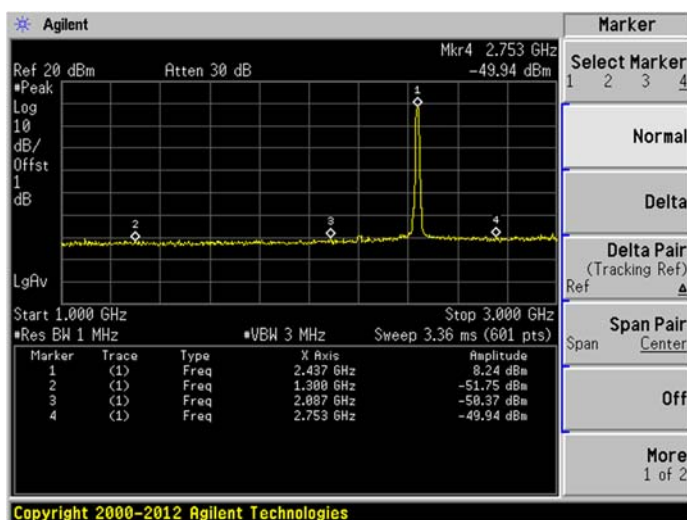 Agilent
Marker
Mkr4 2.753 GHz
Ref 20 dBm Atten 30 dB -49.94 dBm
Select Marker
1 2 3 4
#Peak
Log
10
dB/
Offst
1
dB
1
2
3
4
LgAv
Normal
Delta
Delta Pair
(Tracking Ref)
Ref Δ
Span Pair
Span Center
Off
More
1 of 2
Start 1.000 GHz Stop 3.000 GHz
#Res BW 1 MHz #VBW 3 MHz Sweep 3.36 ms (601 pts)
Marker Trace Type X Axis Amplitude
1 (1) Freq 2.437 GHz 8.24 dBm
2 (1) Freq 1.300 GHz -51.75 dBm
3 (1) Freq 2.087 GHz -50.37 dBm
4 (1) Freq 2.753 GHz -49.94 dBm
Copyright 2000-2012 Agilent Technologies